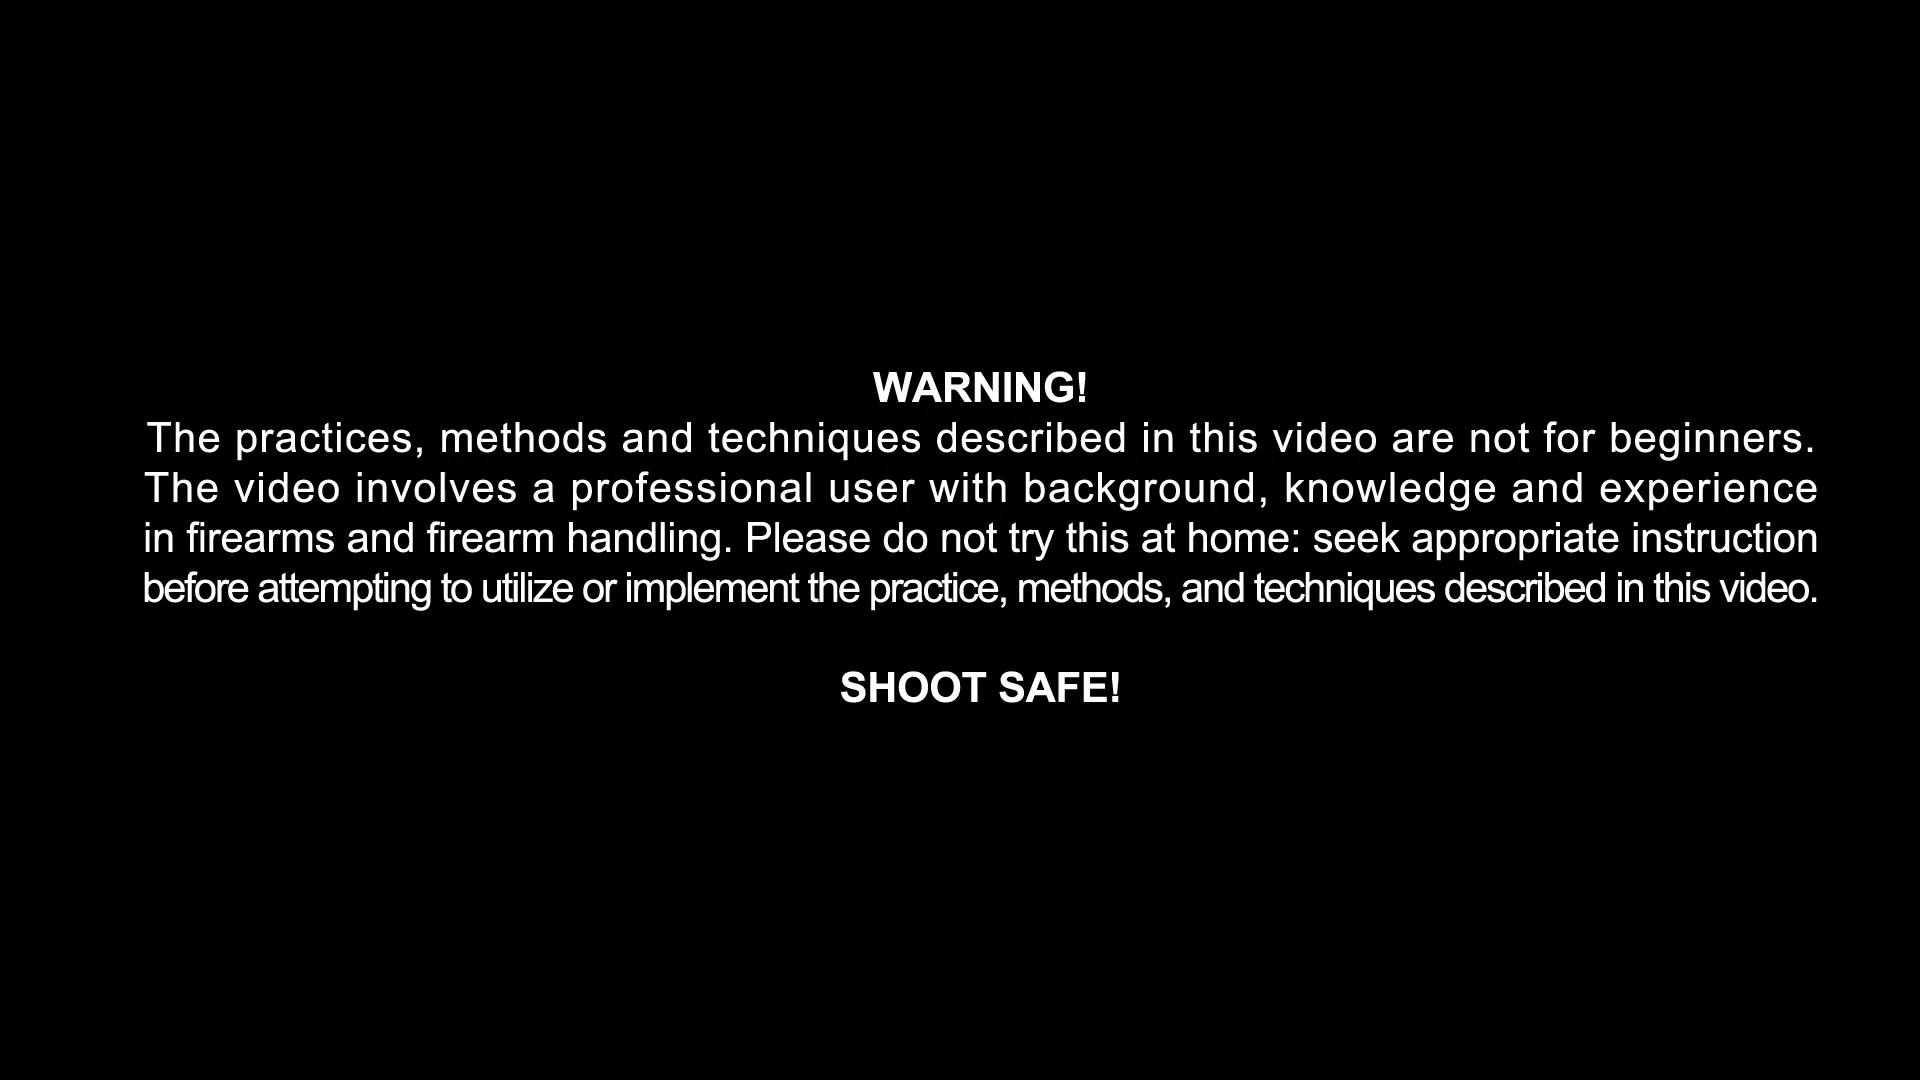 WARNING!
The practices, methods and techniques described in this video are not for beginners.
The video involves a professional user with background, knowledge and experience
in firearms and firearm handling. Please do not try this at home: seek appropriate instruction
before attempting to utilize or implement the practice, methods, and techniques described in this video.
SHOOT SAFE!